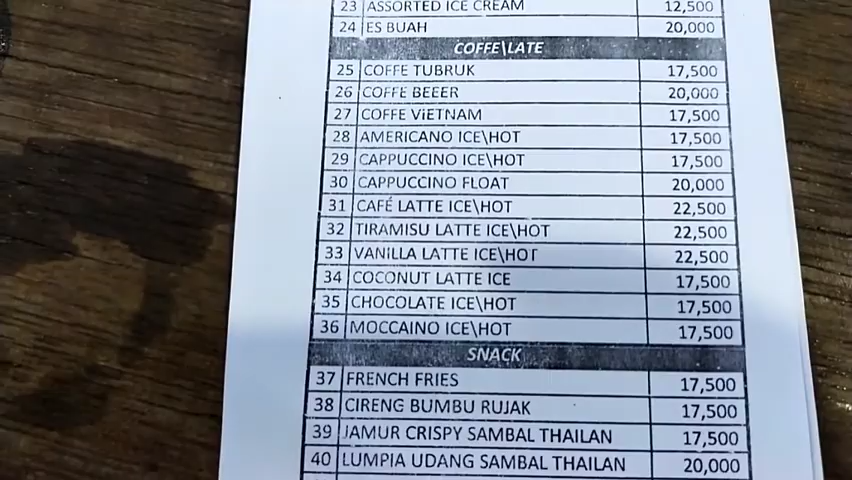 23 ASSORTED ICE CREAM 12,500
24 ES BUAH 20,000
COFFE\LATE
25 COFFE TUBRUK 17,500
26 COFFE BEEER 20,000
27 COFFE ViETNAM 17,500
28 AMERICANO ICE\HOT 17,500
29 CAPPUCCINO ICE\HOT 17,500
30 CAPPUCCINO FLOAT 20,000
31 CAFÉ LATTE ICE\HOT 22,500
32 TIRAMISU LATTE ICE\HOT 22,500
33 VANILLA LATTE ICE\HOT 22,500
34 COCONUT LATTE ICE 17,500
35 CHOCOLATE ICE\HOT 17,500
36 MOCCAINO ICE\HOT 17,500
SNACK
37 FRENCH FRIES 17,500
38 CIRENG BUMBU RUJAK 17,500
39 JAMUR CRISPY SAMBAL THAILAN 17,500
40 LUMPIA UDANG SAMBAL THAILAN 20,000